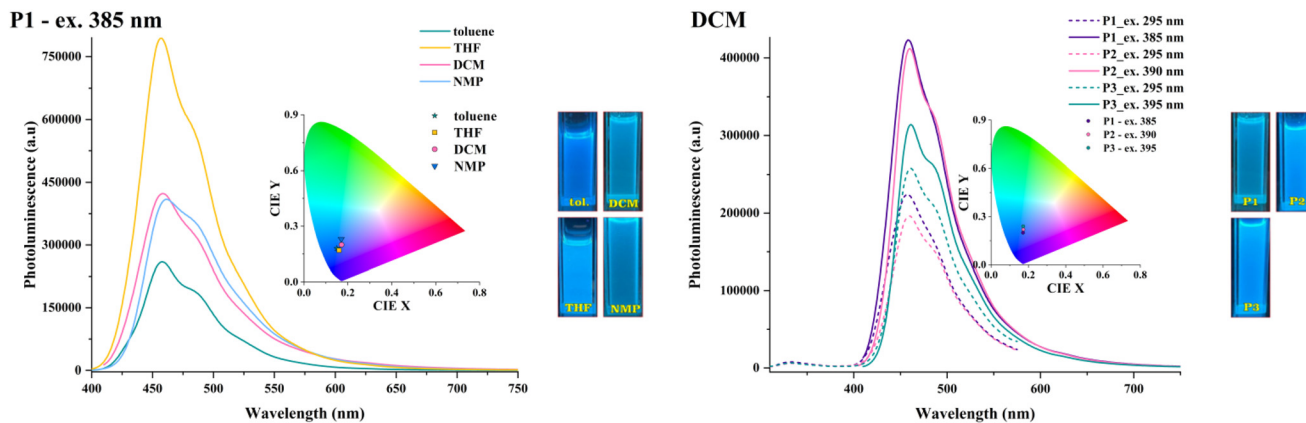 P1 - ex. 385 nm
toluene
THF
DCM
NMP
toluene
THF
DCM
NMP
Photoluminescence (a.u)
750000
600000
450000
300000
150000
0
400
450
500
550
600
650
700
750
Wavelength (nm)
CIE Y
0.9
0.6
0.3
0.0
0.0
0.2
0.4
0.6
0.8
CIE X
tol.
DCM
THF
NMP
DCM
P1_ex. 295 nm
P1_ex. 385 nm
P2_ex. 295 nm
P2_ex. 390 nm
P3_ex. 295 nm
P3_ex. 395 nm
P1 - ex. 385
P2 - ex. 390
P3 - ex. 395
Photoluminescence (a.u)
400000
300000
200000
100000
0
400
500
600
700
Wavelength (nm)
CIE Y
0.9
0.6
0.3
0.0
0.0
0.2
0.4
0.6
0.8
CIE X
P1
P2
P3